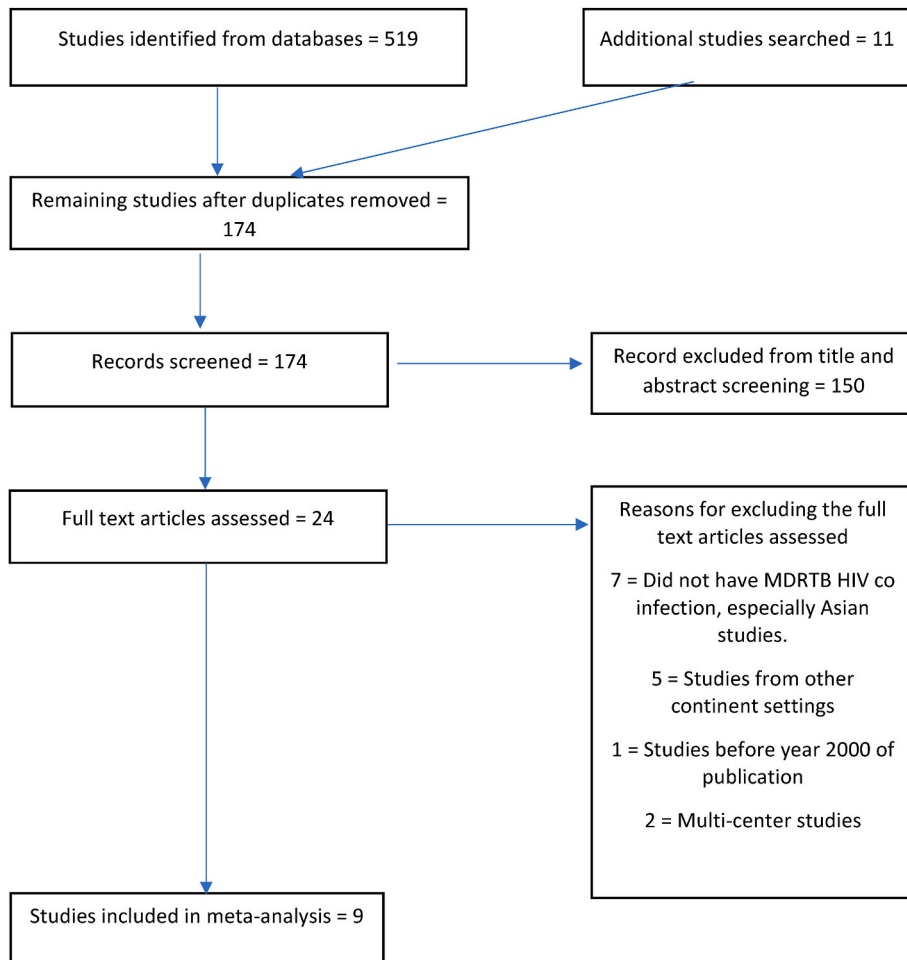 Studies identified from databases = 519
Additional studies searched = 11
Remaining studies after duplicates removed =
174
Records screened = 174
Record excluded from title and
abstract screening = 150
Full text articles assessed = 24
Reasons for excluding the full
text articles assessed
7 = Did not have MDRTB HIV co
infection, especially Asian
studies.
5 = Studies from other
continent settings
1 = Studies before year 2000 of
publication
2 = Multi-center studies
Studies included in meta-analysis = 9